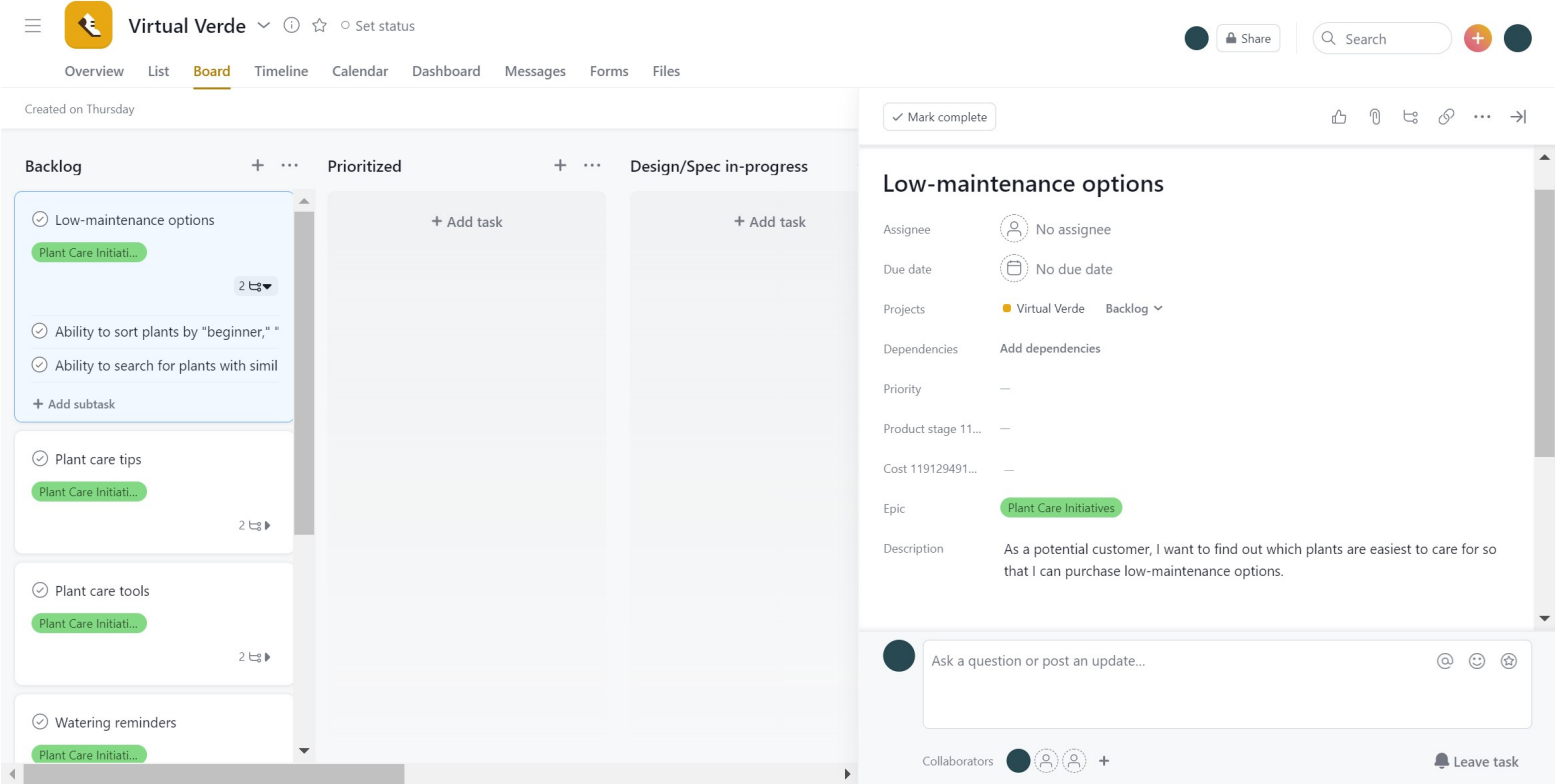 Virtual Verde
Set status
Share
Search
Overview List Board Timeline Calendar Dashboard Messages Forms Files
Created on Thursday
Backlog
Low-maintenance options
Plant Care Initiati...
2
Ability to sort plants by "beginner," "
Ability to search for plants with simil
+ Add subtask
Plant care tips
Plant Care Initiati...
2
Plant care tools
Plant Care Initiati...
2
Watering reminders
Plant Care Initiati...
Prioritized
+ Add task
Design/Spec in-progress
+ Add task
Mark complete
Low-maintenance options
Assignee No assignee
Due date No due date
Projects Virtual Verde Backlog
Dependencies Add dependencies
Priority —
Product stage 11... —
Cost 119129491... —
Epic Plant Care Initiatives
Description As a potential customer, I want to find out which plants are easiest to care for so
that I can purchase low-maintenance options.
Ask a question or post an update...
Collaborators
Leave task